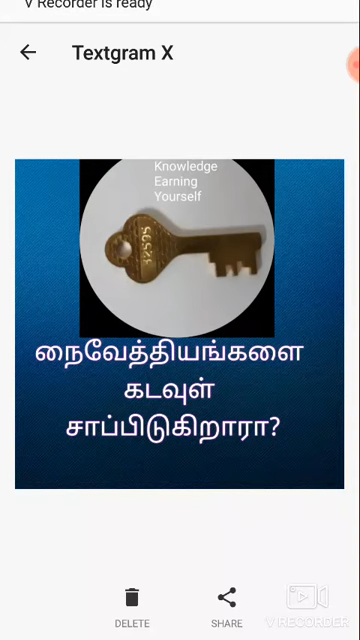 V Recorder is ready
Textgram X
Knowledge
Earning
Yourself
32595
நைவேத்தியங்களை
கடவுள்
சாப்பிடுகிறாரா?
DELETE
SHARE
V RECORDER